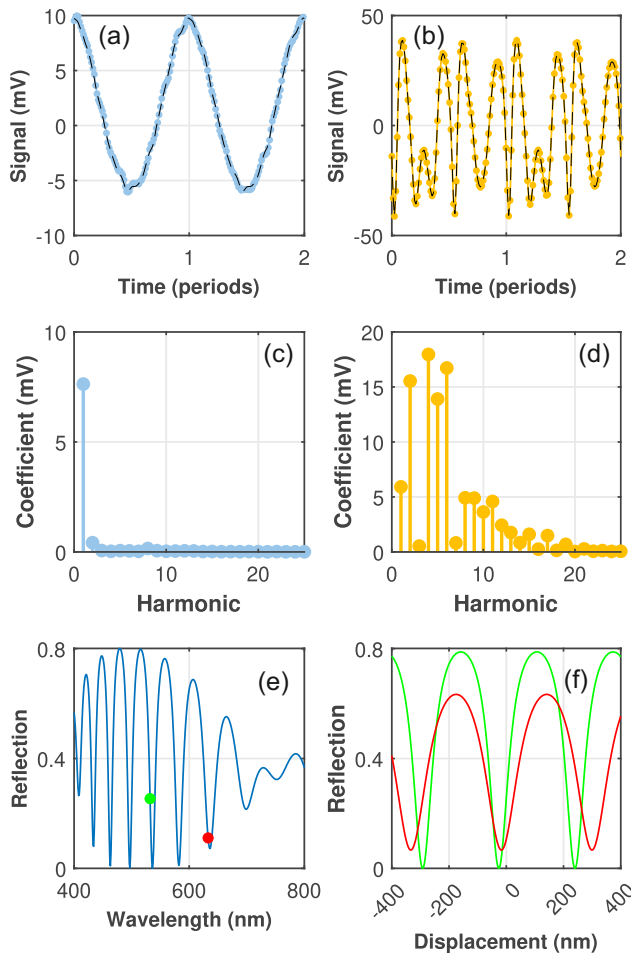 10
5
0
-5
-10
Signal (mV)
(a)
0
1
2
Time (periods)
50
0
-50
Signal (mV)
(b)
0
1
2
Time (periods)
10
5
0
Coefficient (mV)
(c)
0
10
20
Harmonic
20
15
10
5
0
Coefficient (mV)
(d)
0
10
20
Harmonic
0.8
0.4
0
Reflection
(e)
400
600
800
Wavelength (nm)
0.8
0.4
0
Reflection
(f)
-400
-200
0
200
400
Displacement (nm)